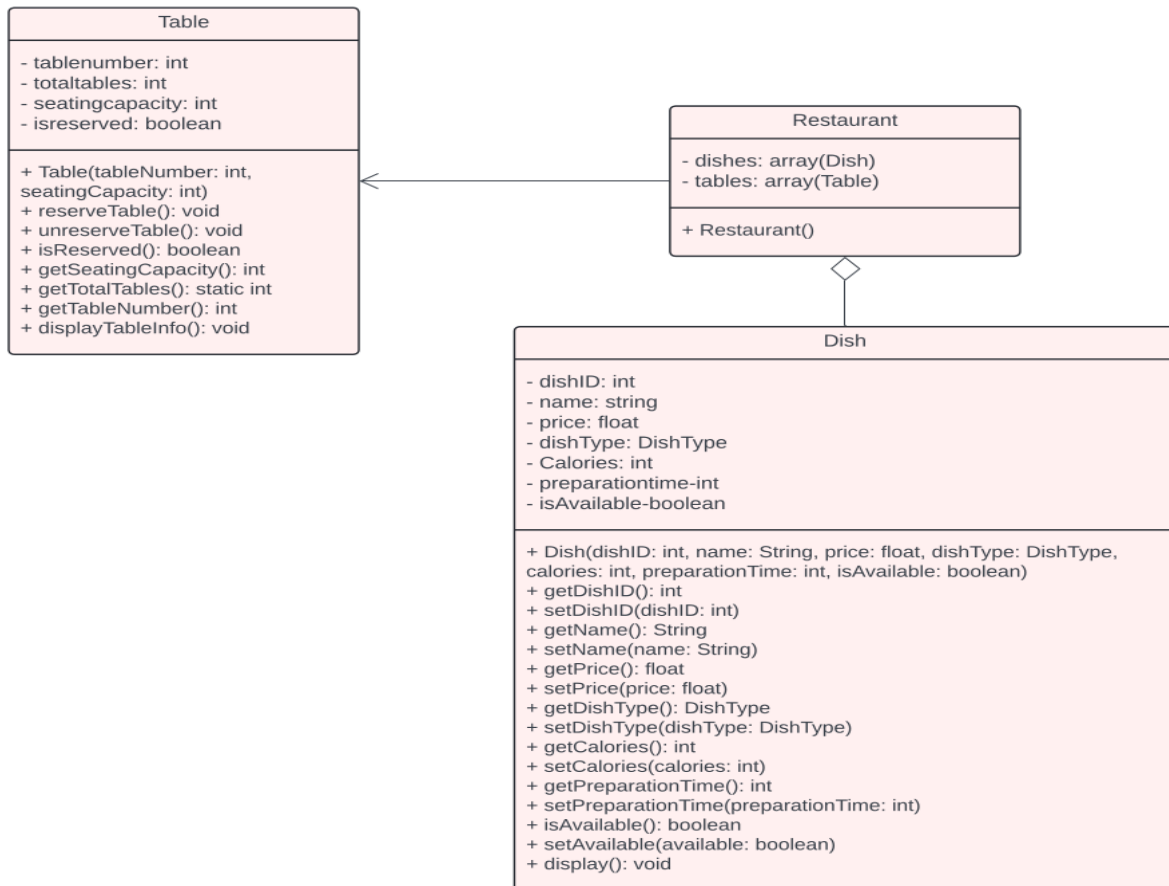 Table
- tablenumber: int
- totaltables: int
- seatingcapacity: int
- isreserved: boolean
+ Table(tableNumber: int,
seatingCapacity: int)
+ reserveTable(): void
+ unreserveTable(): void
+ isReserved(): boolean
+ getSeatingCapacity(): int
+ getTotalTables(): static int
+ getTableNumber(): int
+ displayTableInfo(): void
Restaurant
- dishes: array(Dish)
- tables: array(Table)
+ Restaurant()
Dish
- dishID: int
- name: string
- price: float
- dishType: DishType
- Calories: int
- preparationtime-int
- isAvailable-boolean
+ Dish(dishID: int, name: String, price: float, dishType: DishType,
calories: int, preparationTime: int, isAvailable: boolean)
+ getDishID(): int
+ setDishID(dishID: int)
+ getName(): String
+ setName(name: String)
+ getPrice(): float
+ setPrice(price: float)
+ getDishType(): DishType
+ setDishType(dishType: DishType)
+ getCalories(): int
+ setCalories(calories: int)
+ getPreparationTime(): int
+ setPreparationTime(preparationTime: int)
+ isAvailable(): boolean
+ setAvailable(available: boolean)
+ display(): void